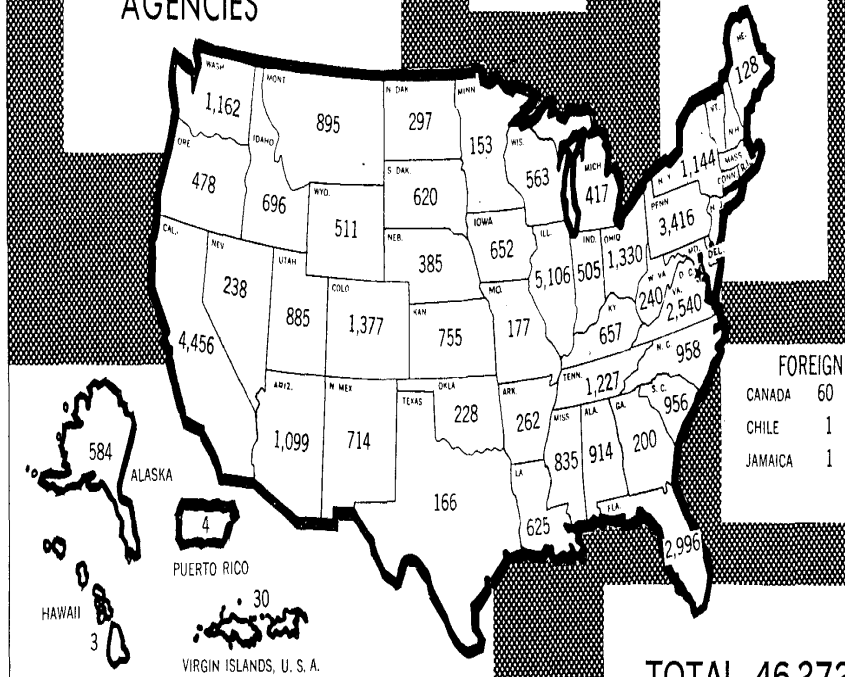 AGENCIES
WASH
1,162
MONT
895
N DAK
297
MINN
153
ORE
478
IDAHO
696
WYO.
511
S DAK.
620
WIS.
563
MICH
417
ME.
128
VT.
N H
MASS
CONN
R I
N Y
1,144
N J
PENN
3,416
CAL.
4,456
NEV
238
UTAH
885
COLO
1,377
NEB.
385
IOWA
652
ILL.
5,106
IND.
505
OHIO
1,330
MD.
DEL
D C
W VA
240
VA.
2,540
KAN
755
MO.
177
KY
657
N. C
958
TENN.
1,227
S. C.
956
ARIZ.
1,099
N MEX
714
OKLA
228
ARK.
262
MISS
835
ALA.
914
GA.
200
TEXAS
166
LA
625
FLA.
2,996
FOREIGN
CANADA 60
CHILE 1
JAMAICA 1
584
ALASKA
4
PUERTO RICO
HAWAII
3
30
VIRGIN ISLANDS, U. S. A.
TOTAL